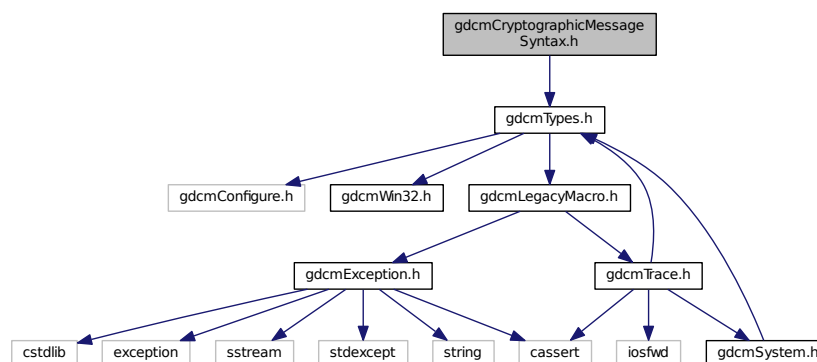 gdcmCryptographicMessage
Syntax.h
gdcmTypes.h
gdcmConfigure.h
gdcmWin32.h
gdcmLegacyMacro.h
gdcmException.h
gdcmTrace.h
cstdlib
exception
sstream
stdexcept
string
cassert
iosfwd
gdcmSystem.h